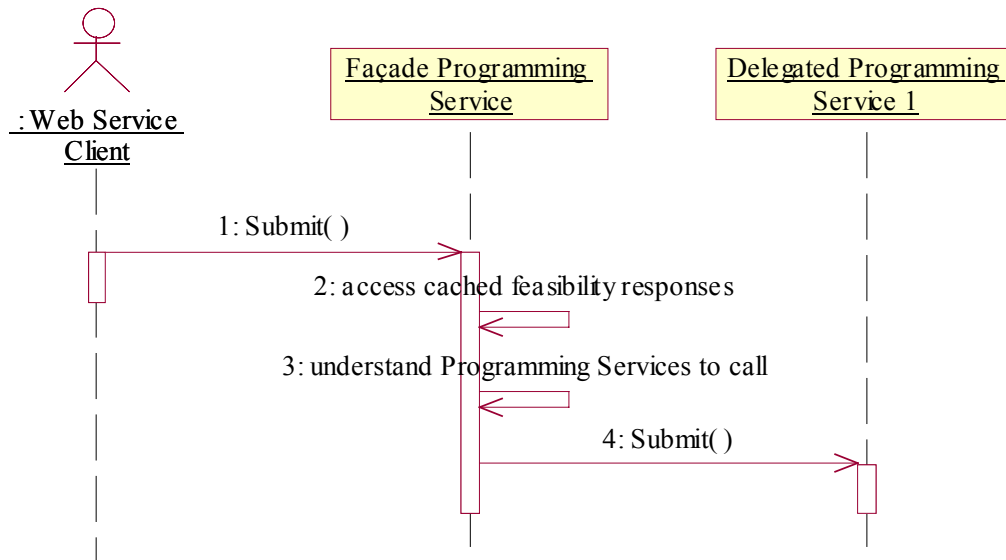 Façade Programming
Service
Delegated Programming
Service 1
: Web Service
Client
1: Submit( )
2: access cached feasibility responses
3: understand Programming Services to call
4: Submit( )